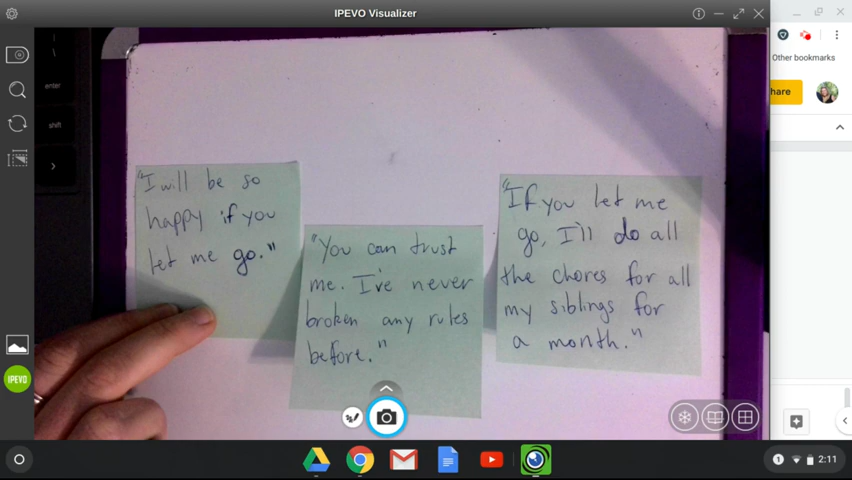 IPEVO Visualizer
Other bookmarks
hare
enter
shift
"I will be so
happy if you
let me go."
"You can trust
me. I've never
broken any rules
before."
"If you let me
go, I'll do all
the chores for all
my siblings for
a month."
IPEVO
1
2:11